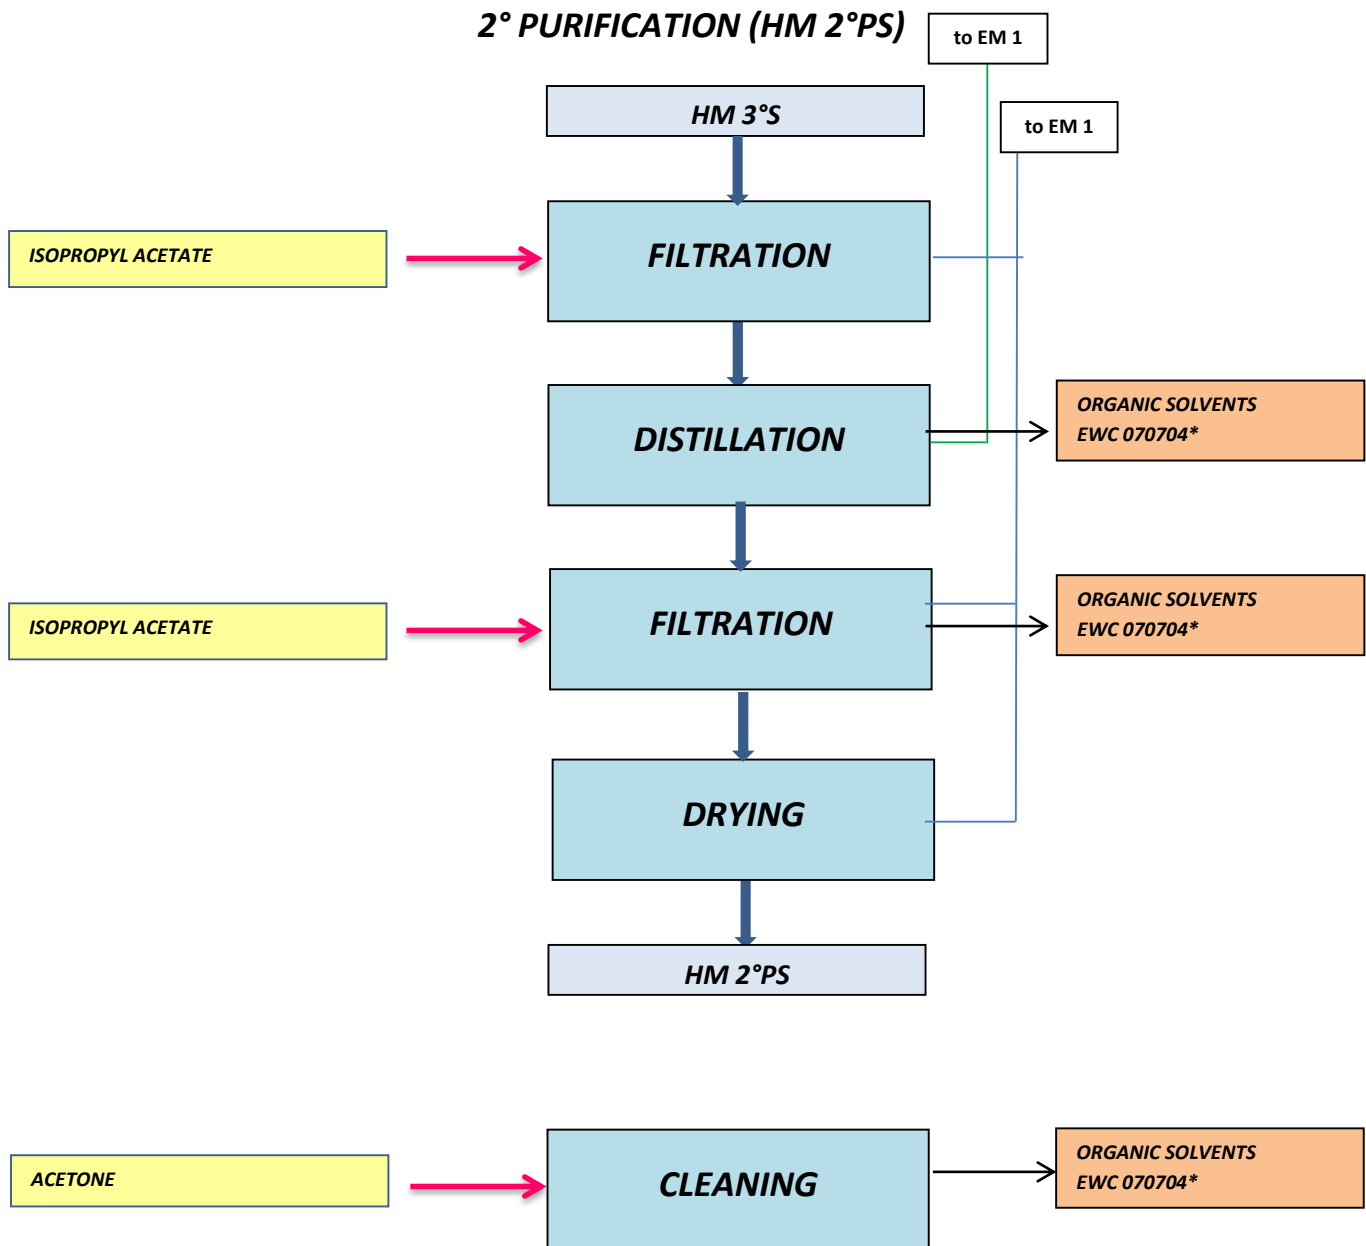 2° PURIFICATION (HM 2°PS)
to EM 1
HM 3°S
to EM 1
ISOPROPYL ACETATE
FILTRATION
DISTILLATION
ORGANIC SOLVENTS
EWC 070704*
ISOPROPYL ACETATE
FILTRATION
ORGANIC SOLVENTS
EWC 070704*
DRYING
HM 2°PS
ACETONE
CLEANING
ORGANIC SOLVENTS
EWC 070704*